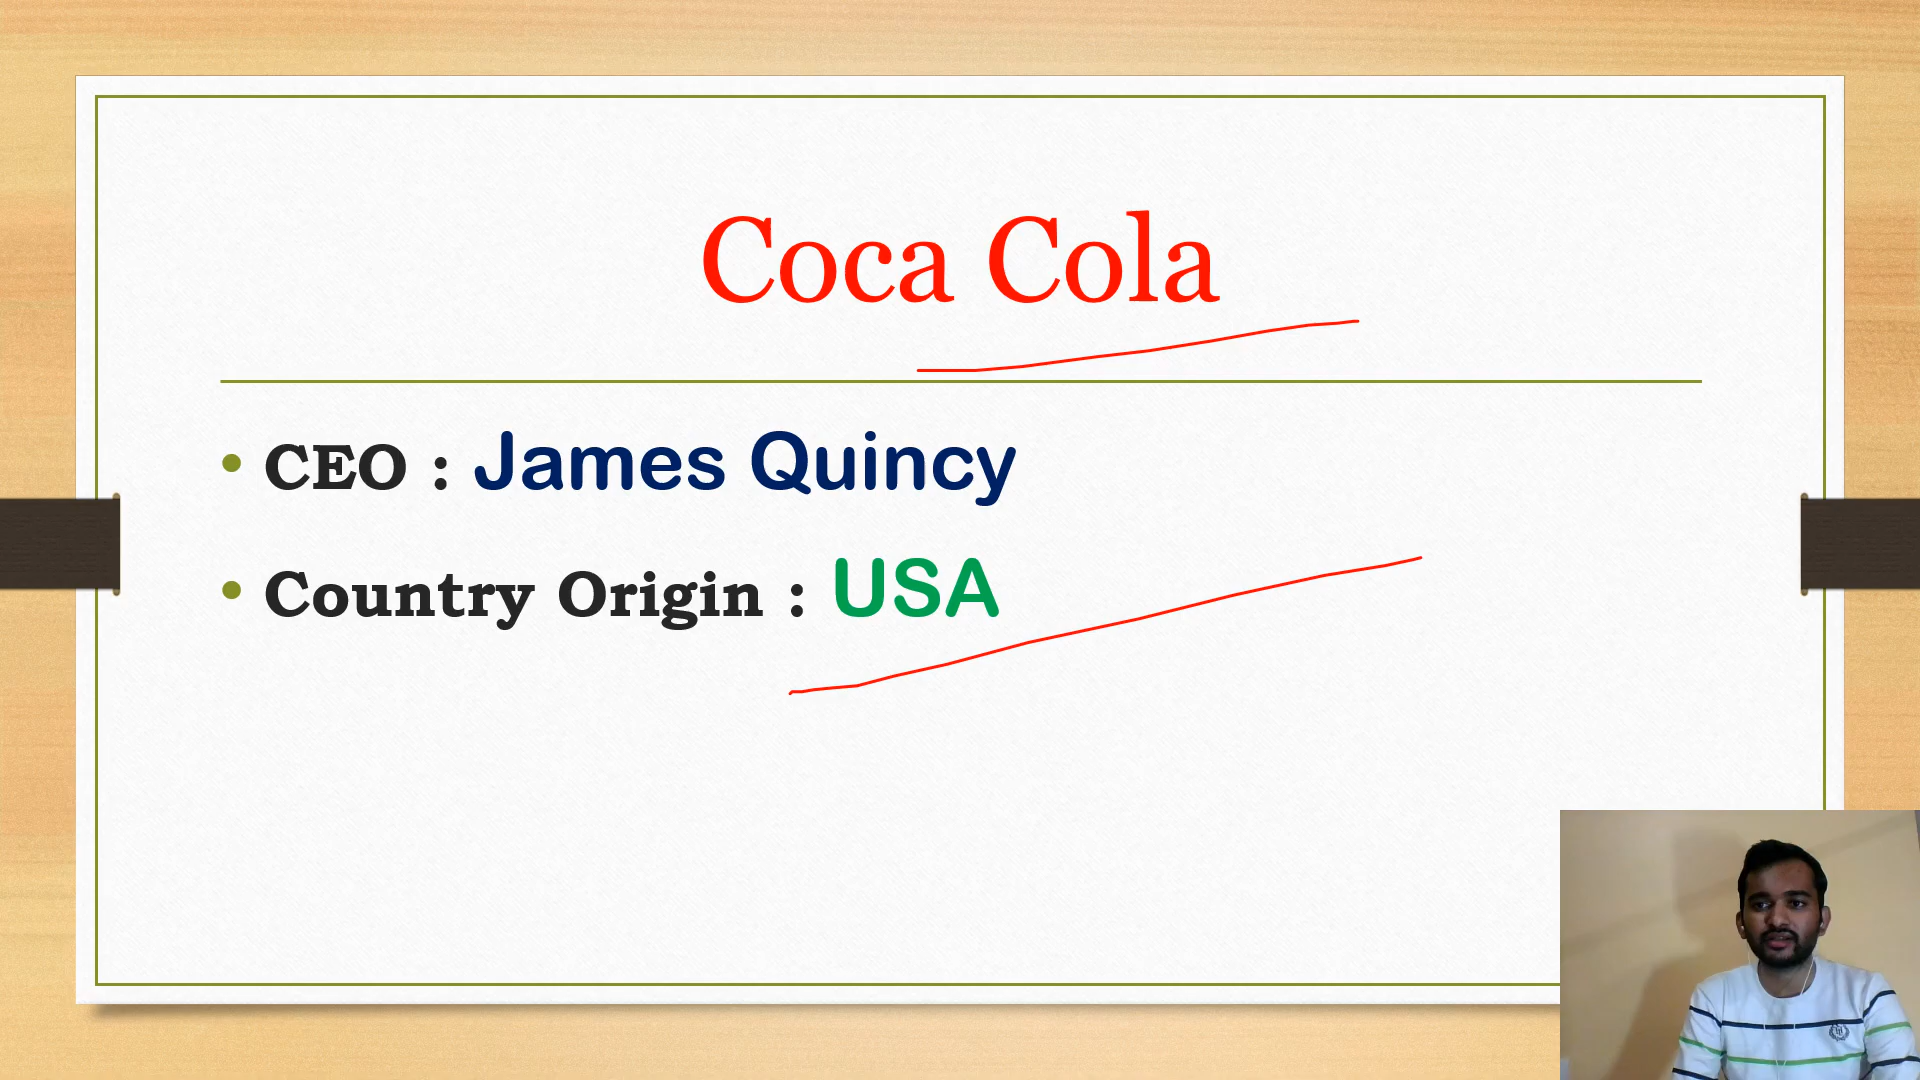 Coca Cola
• CEO : James Quincy
• Country Origin : USA